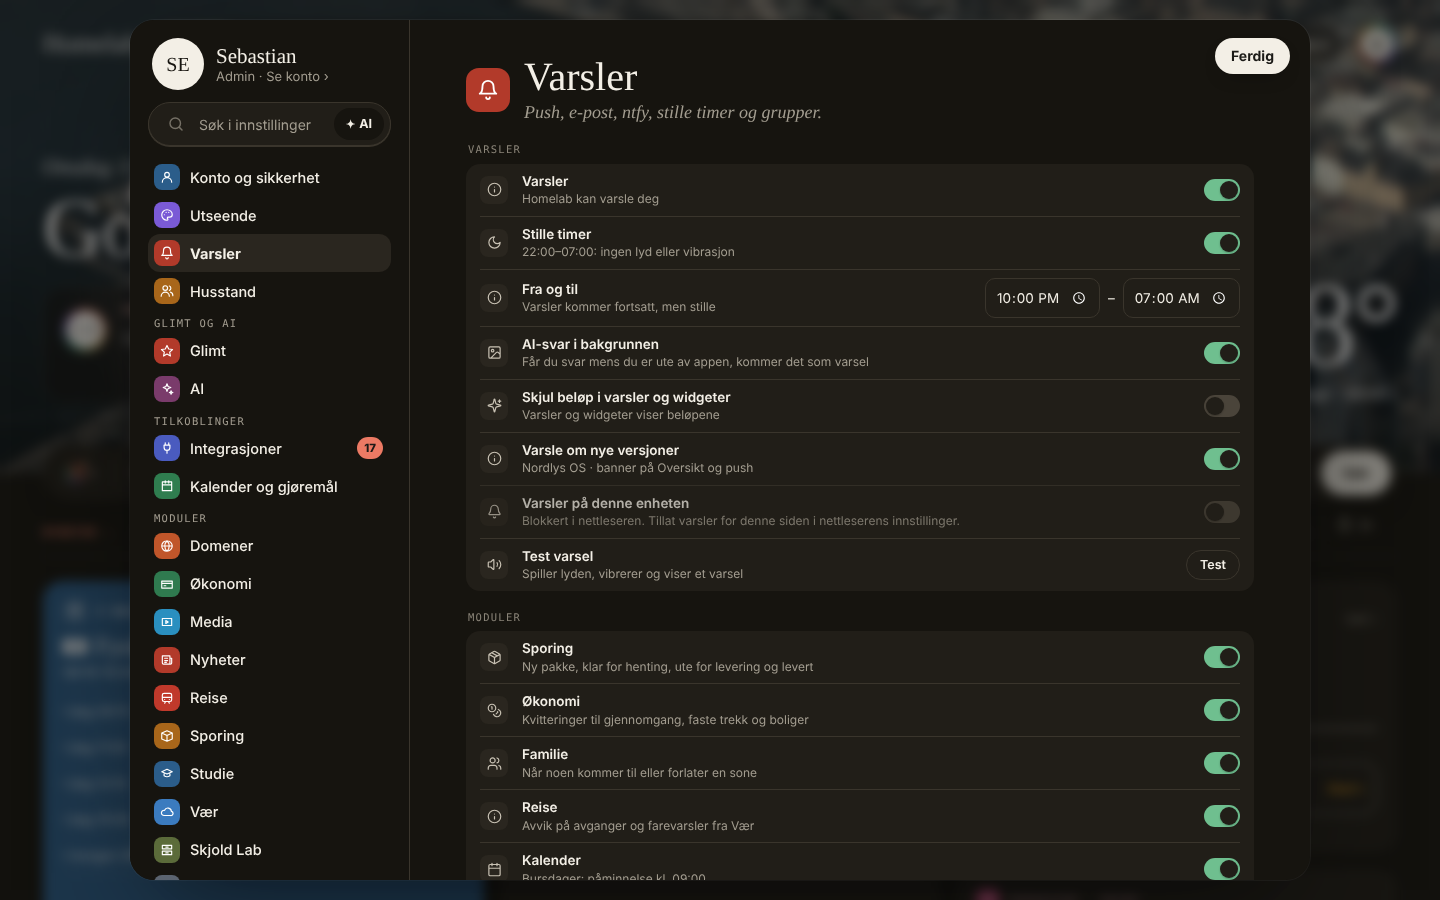 SE
Sebastian
Admin · Se konto ›
Søk i innstillinger
✦ AI
Konto og sikkerhet
Utseende
Varsler
Husstand
GLIMT OG AI
Glimt
AI
TILKOBLINGER
Integrasjoner
17
Kalender og gjøremål
MODULER
Domener
Økonomi
Media
Nyheter
Reise
Sporing
Studie
Vær
Skjold Lab
Ferdig
Varsler
Push, e-post, ntfy, stille timer og grupper.
VARSLER
Varsler
Homelab kan varsle deg
Stille timer
22:00–07:00: ingen lyd eller vibrasjon
Fra og til
Varsler kommer fortsatt, men stille
10:00 PM – 07:00 AM
AI-svar i bakgrunnen
Får du svar mens du er ute av appen, kommer det som varsel
Skjul beløp i varsler og widgeter
Varsler og widgeter viser beløpene
Varsle om nye versjoner
Nordlys OS · banner på Oversikt og push
Varsler på denne enheten
Blokkert i nettleseren. Tillat varsler for denne siden i nettleserens innstillinger.
Test varsel
Spiller lyden, vibrerer og viser et varsel
Test
MODULER
Sporing
Ny pakke, klar for henting, ute for levering og levert
Økonomi
Kvitteringer til gjennomgang, faste trekk og boliger
Familie
Når noen kommer til eller forlater en sone
Reise
Avvik på avganger og farevarsler fra Vær
Kalender
Bursdager: påminnelse kl. 09:00
8°